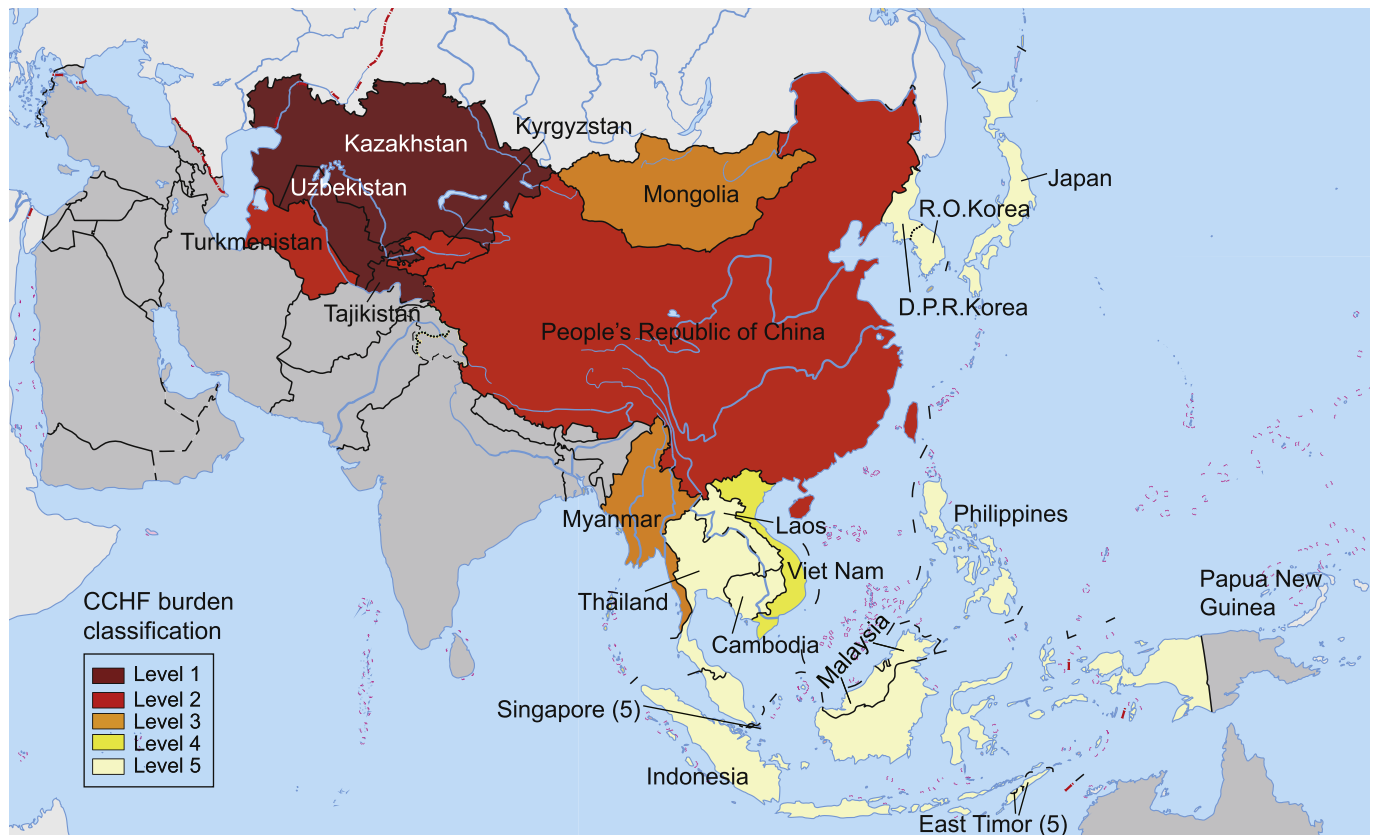 Kazakhstan
Kyrgyzstan
Uzbekistan
Mongolia
Japan
R.O.Korea
Turkmenistan
D.P.R.Korea
Tajikistan
People’s Republic of China
Myanmar
Laos
Philippines
Viet Nam
Papua New
Guinea
Thailand
Cambodia
Malaysia
Singapore (5)
Indonesia
East Timor (5)
CCHF burden
classification
Level 1
Level 2
Level 3
Level 4
Level 5